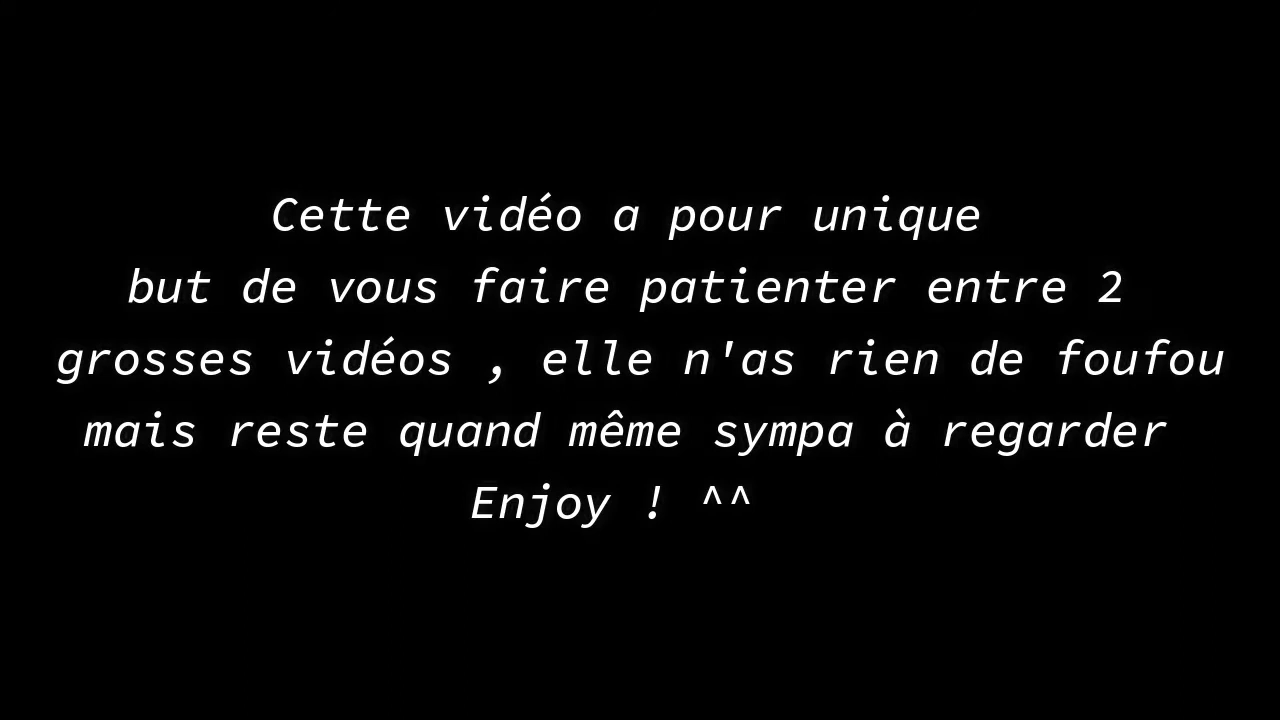 Cette vidéo a pour unique
but de vous faire patienter entre 2
grosses vidéos , elle n'as rien de foufou
mais reste quand même sympa à regarder
Enjoy ! ^^